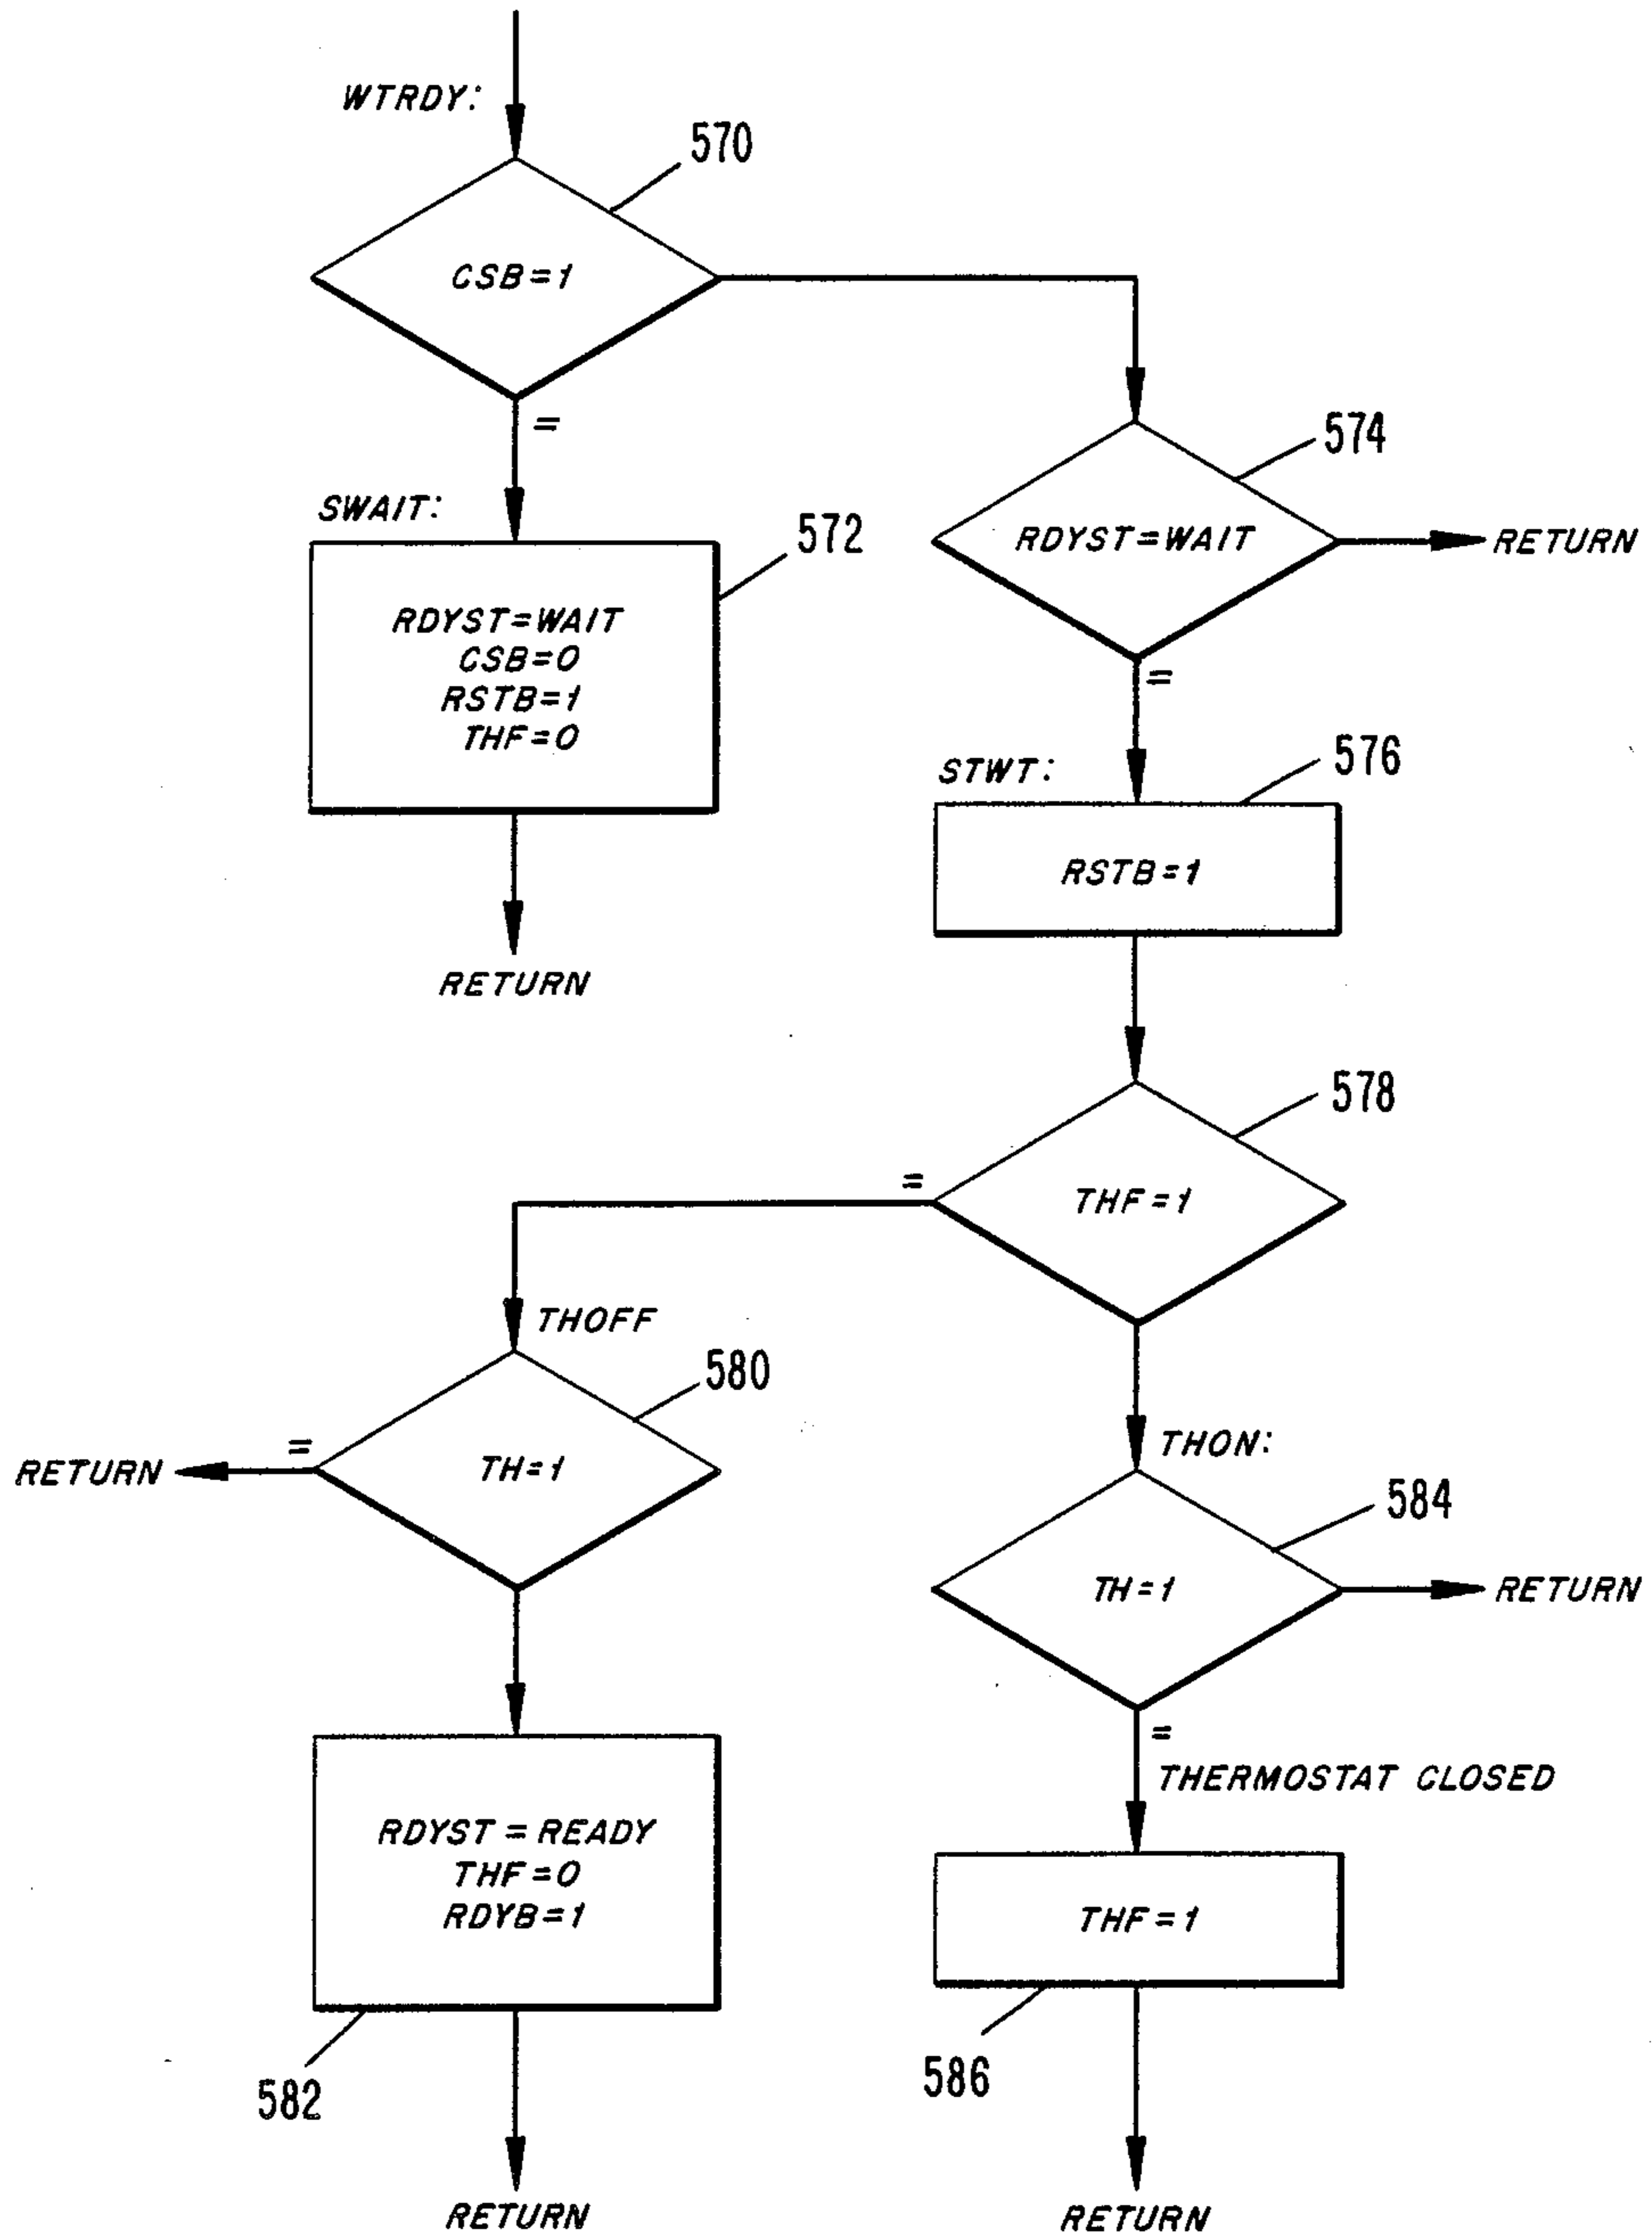 WTRDY:
570
CSB=1
=
574
SWAIT:
572
RDYST=WAIT
RETURN
RDYST=WAIT
CSB=0
RSTB=1
THF=0
=
STWT:
576
RSTB=1
RETURN
578
=
THF=1
THOFF
580
=
RETURN
TH=1
THON:
584
TH=1
RETURN
=
THERMOSTAT CLOSED
RDYST=READY
THF=0
RDYB=1
THF=1
582
586
RETURN
RETURN